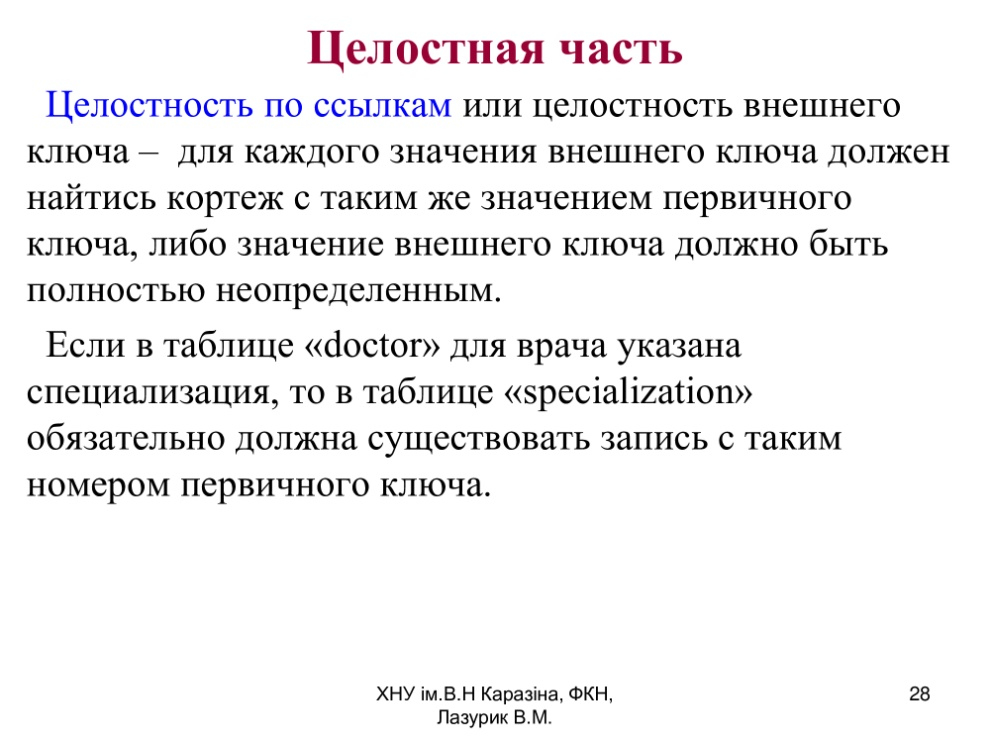 Целостная часть
Целостность по ссылкам или целостность внешнего
ключа – для каждого значения внешнего ключа должен
найтись кортеж с таким же значением первичного
ключа, либо значение внешнего ключа должно быть
полностью неопределенным.
Если в таблице «doctor» для врача указана
специализация, то в таблице «specialization»
обязательно должна существовать запись с таким
номером первичного ключа.
ХНУ ім.В.Н Каразіна, ФКН,
Лазурик В.М.
28